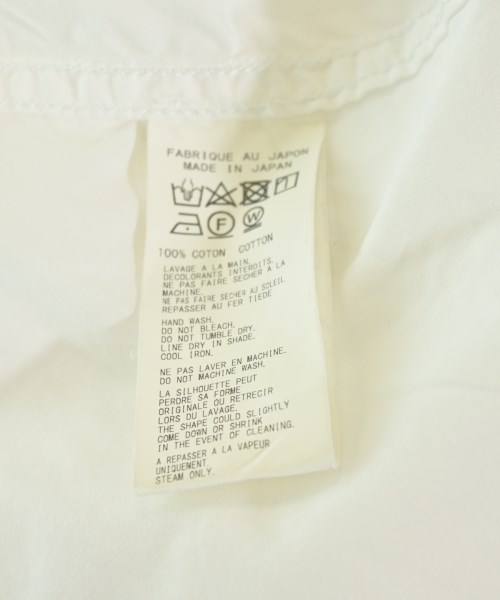 FABRIQUE AU JAPON
MADE IN JAPAN
F W
100% COTON COTTON
LAVAGE A LA MAIN.
DECOLORANTS INTERDITS.
NE PAS FAIRE SECHER A LA
MACHINE.
NE PAS FAIRE SECHER AU SOLEIL
REPASSER AU FER TIEDE
HAND WASH.
DO NOT BLEACH.
DO NOT TUMBLE DRY.
LINE DRY IN SHADE.
COOL IRON.
NE PAS LAVER EN MACHINE.
DO NOT MACHINE WASH.
LA SILHOUETTE PEUT
PERDRE SA FORME
ORIGINALE OU RETRECIR
LORS DU LAVAGE.
THE SHAPE COULD SLIGHTLY
COME DOWN OR SHRINK
IN THE EVENT OF CLEANING.
A REPASSER A LA VAPEUR
UNIQUEMENT
STEAM ONLY.